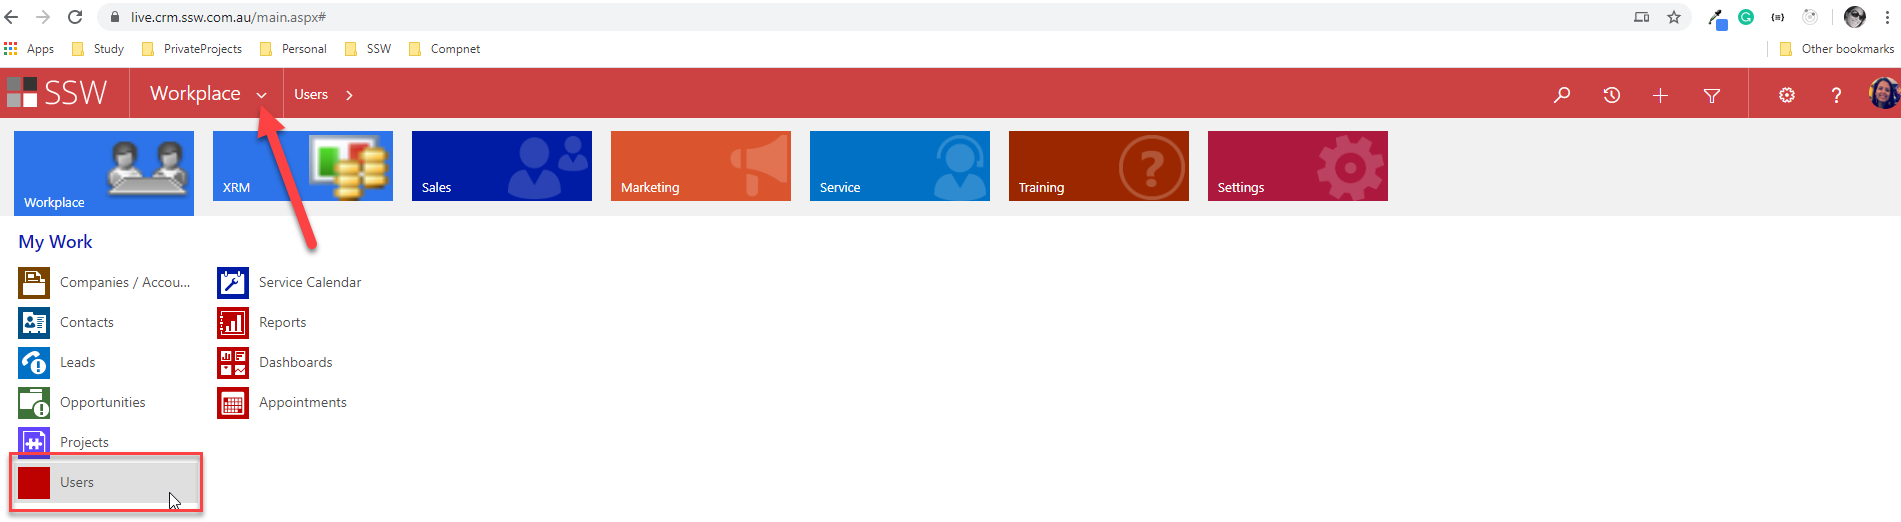 live.crm.ssw.com.au/main.aspx#
Apps Study PrivateProjects Personal SSW Compnet Other bookmarks
SSW Workplace Users
Workplace XRM Sales Marketing Service Training Settings
My Work
Companies / Accou... Service Calendar
Contacts Reports
Leads Dashboards
Opportunities Appointments
Projects
Users